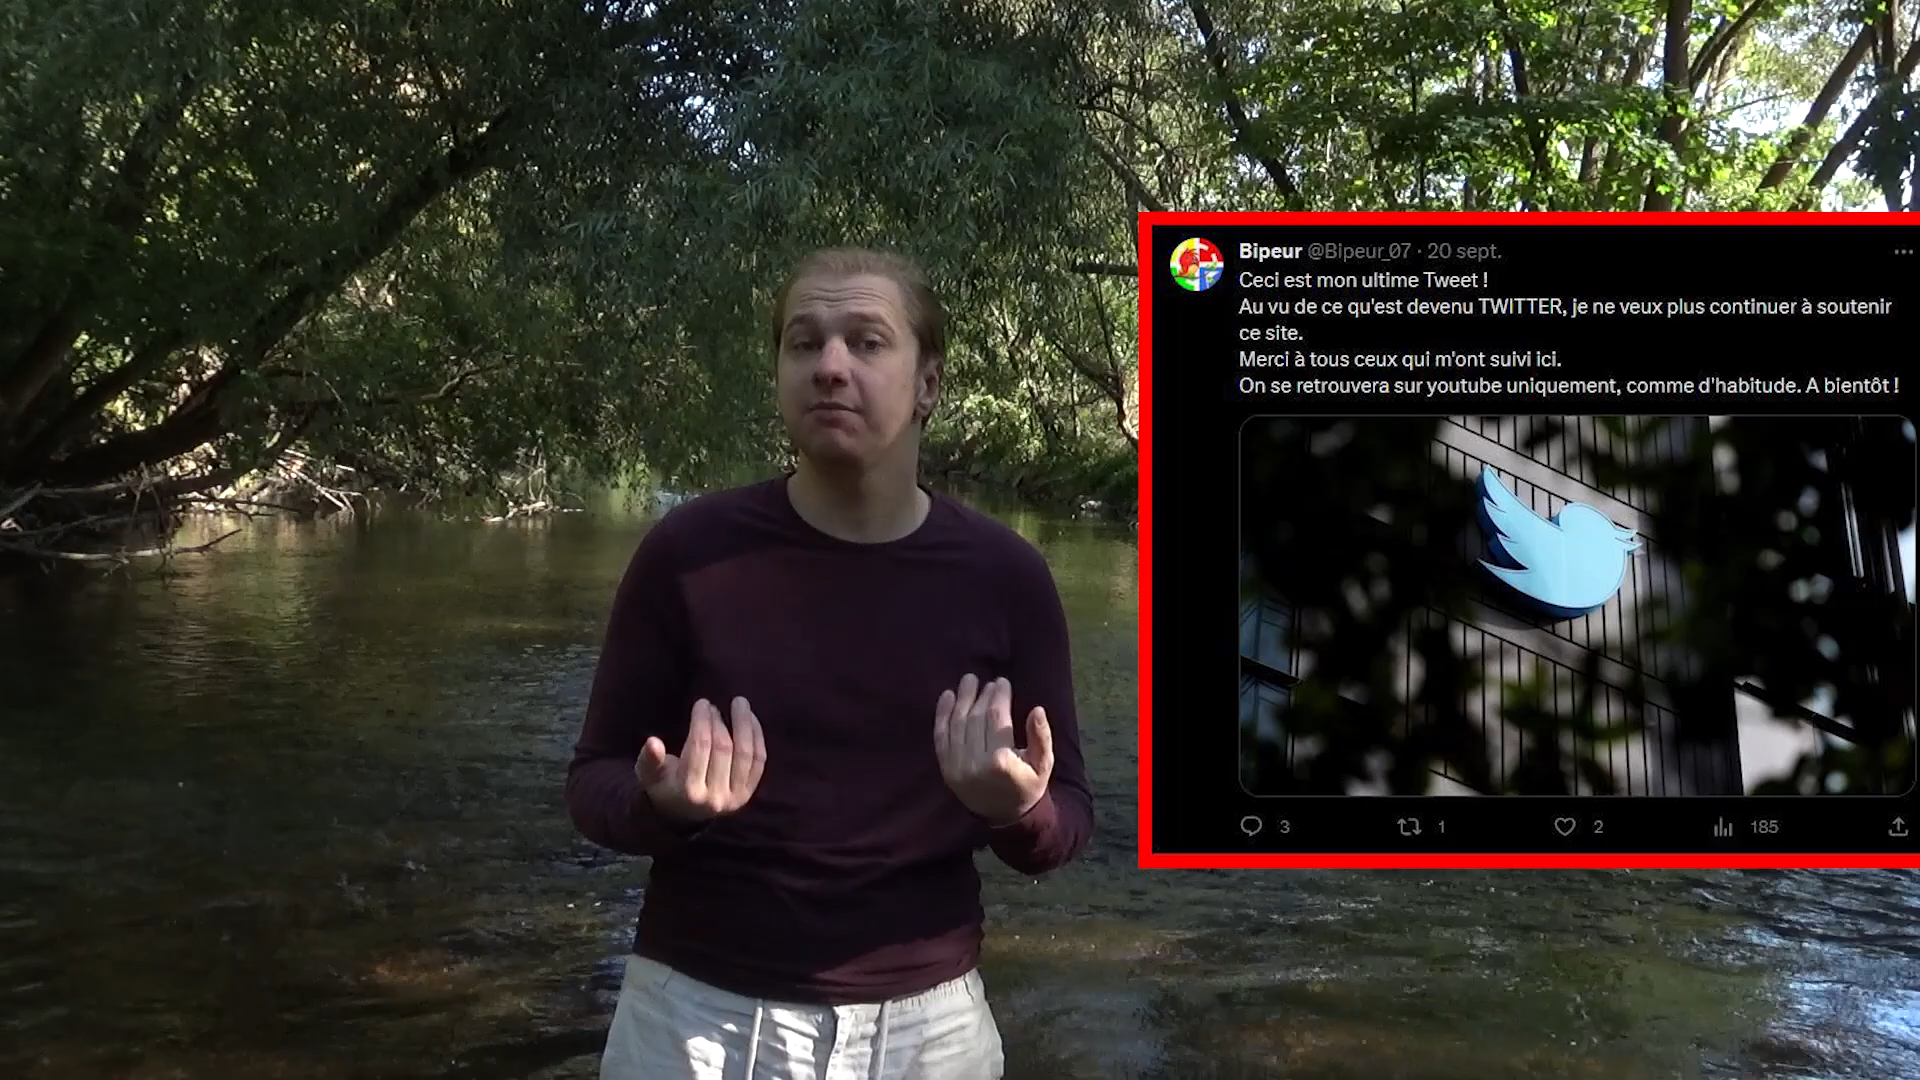 Bipeur @Bipeur_07 · 20 sept.
Ceci est mon ultime Tweet !
Au vu de ce qu'est devenu TWITTER, je ne veux plus continuer à soutenir
ce site.
Merci à tous ceux qui m'ont suivi ici.
On se retrouvera sur youtube uniquement, comme d'habitude. A bientôt !
3 1 2 185